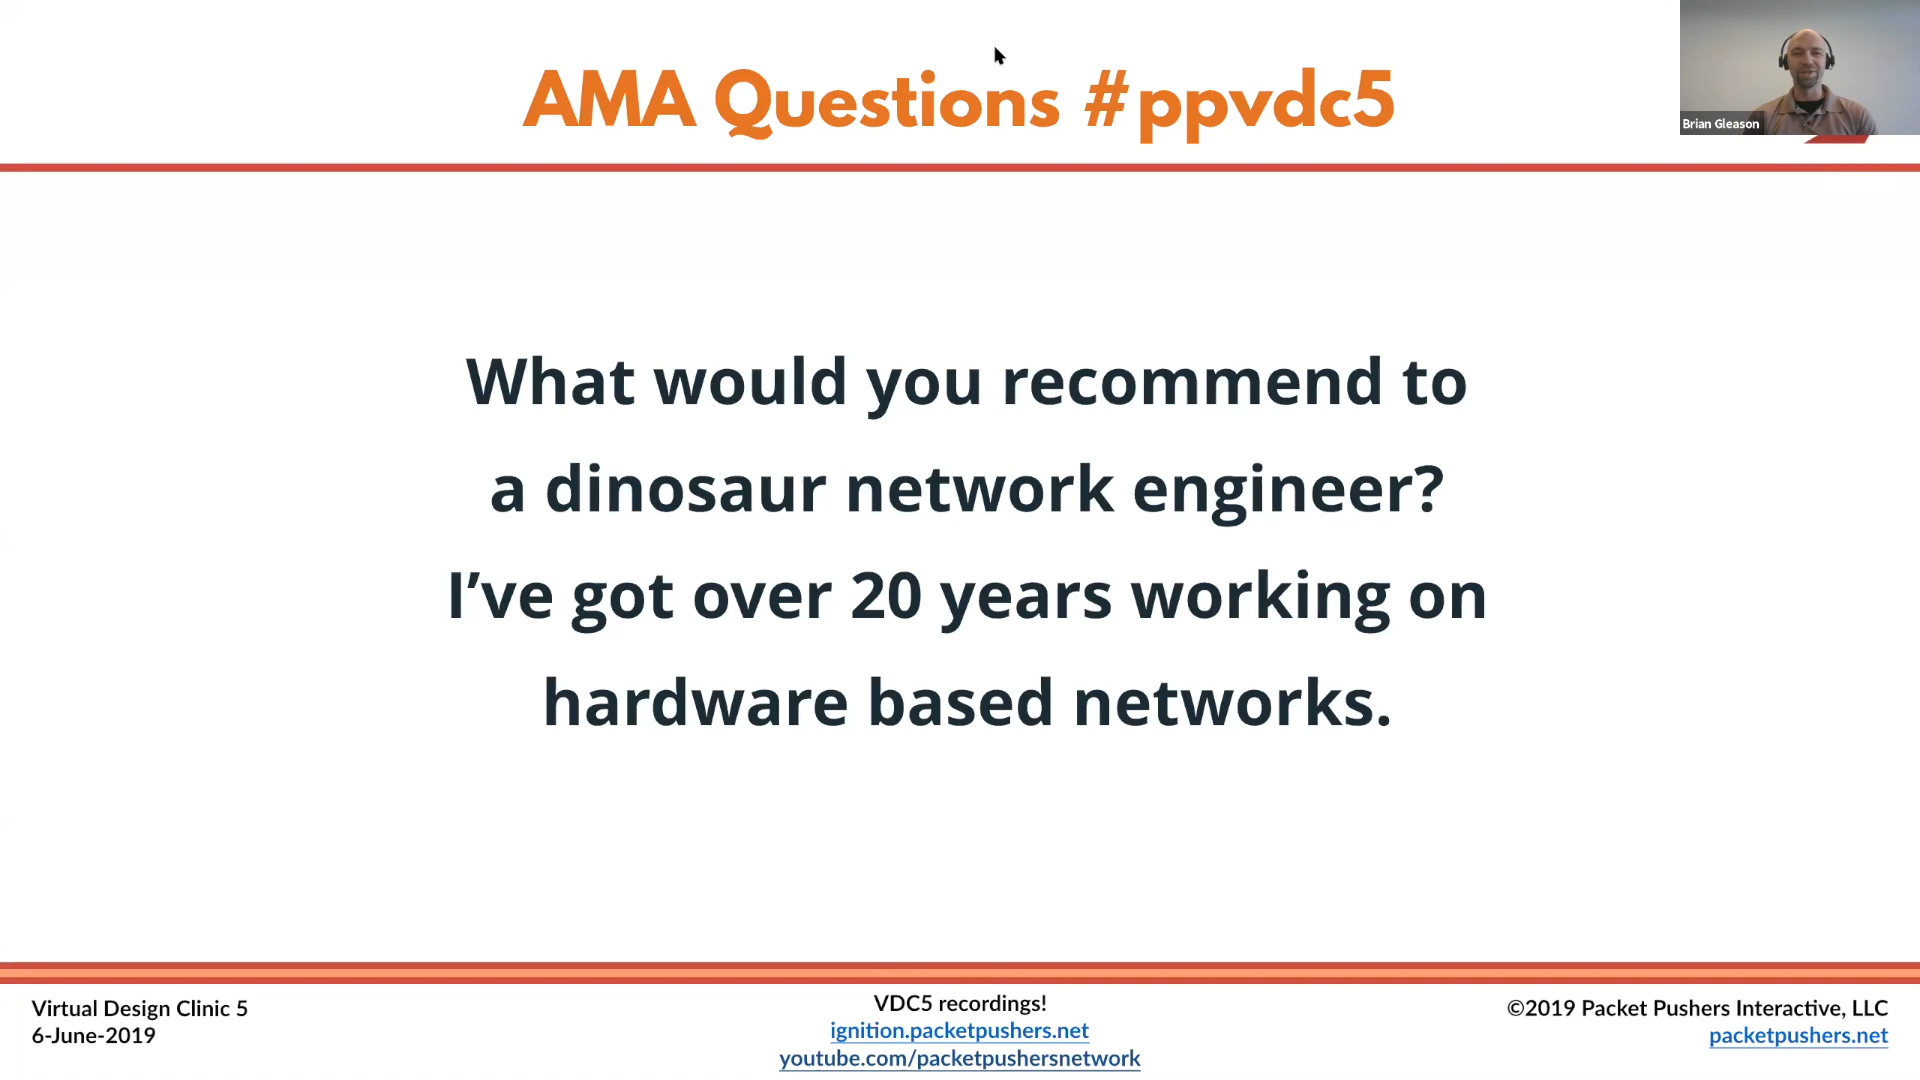 AMA Questions #ppvdc5
Brian Gleason
What would you recommend to
a dinosaur network engineer?
I’ve got over 20 years working on
hardware based networks.
Virtual Design Clinic 5
6-June-2019
VDC5 recordings!
ignition.packetpushers.net
youtube.com/packetpushersnetwork
©2019 Packet Pushers Interactive, LLC
packetpushers.net